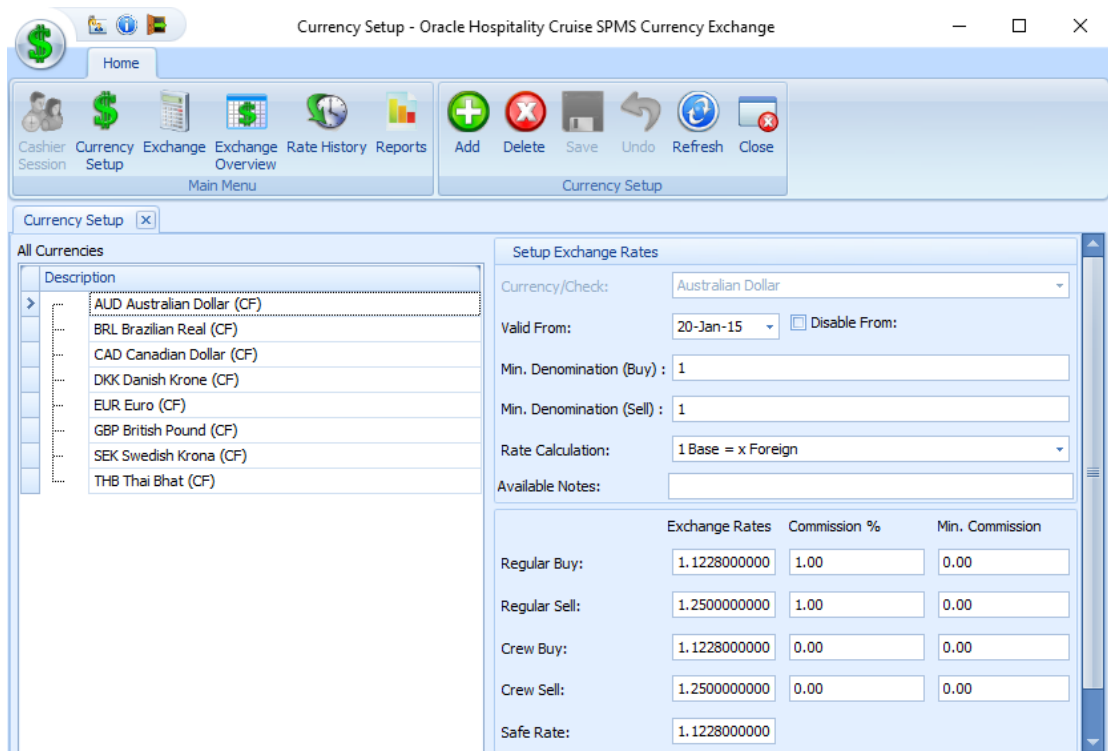 Currency Setup - Oracle Hospitality Cruise SPMS Currency Exchange
Home
Cashier Session
Currency Setup
Exchange
Exchange Overview
Rate History
Reports
Main Menu
Add
Delete
Save
Undo
Refresh
Close
Currency Setup
Currency Setup
All Currencies
Description
AUD Australian Dollar (CF)
BRL Brazilian Real (CF)
CAD Canadian Dollar (CF)
DKK Danish Krone (CF)
EUR Euro (CF)
GBP British Pound (CF)
SEK Swedish Krona (CF)
THB Thai Bhat (CF)
Setup Exchange Rates
Currency/Check: Australian Dollar
Valid From: 20-Jan-15 Disable From:
Min. Denomination (Buy) : 1
Min. Denomination (Sell) : 1
Rate Calculation: 1 Base = x Foreign
Available Notes:
Exchange Rates Commission % Min. Commission
Regular Buy: 1.1228000000 1.00 0.00
Regular Sell: 1.2500000000 1.00 0.00
Crew Buy: 1.1228000000 0.00 0.00
Crew Sell: 1.2500000000 0.00 0.00
Safe Rate: 1.1228000000